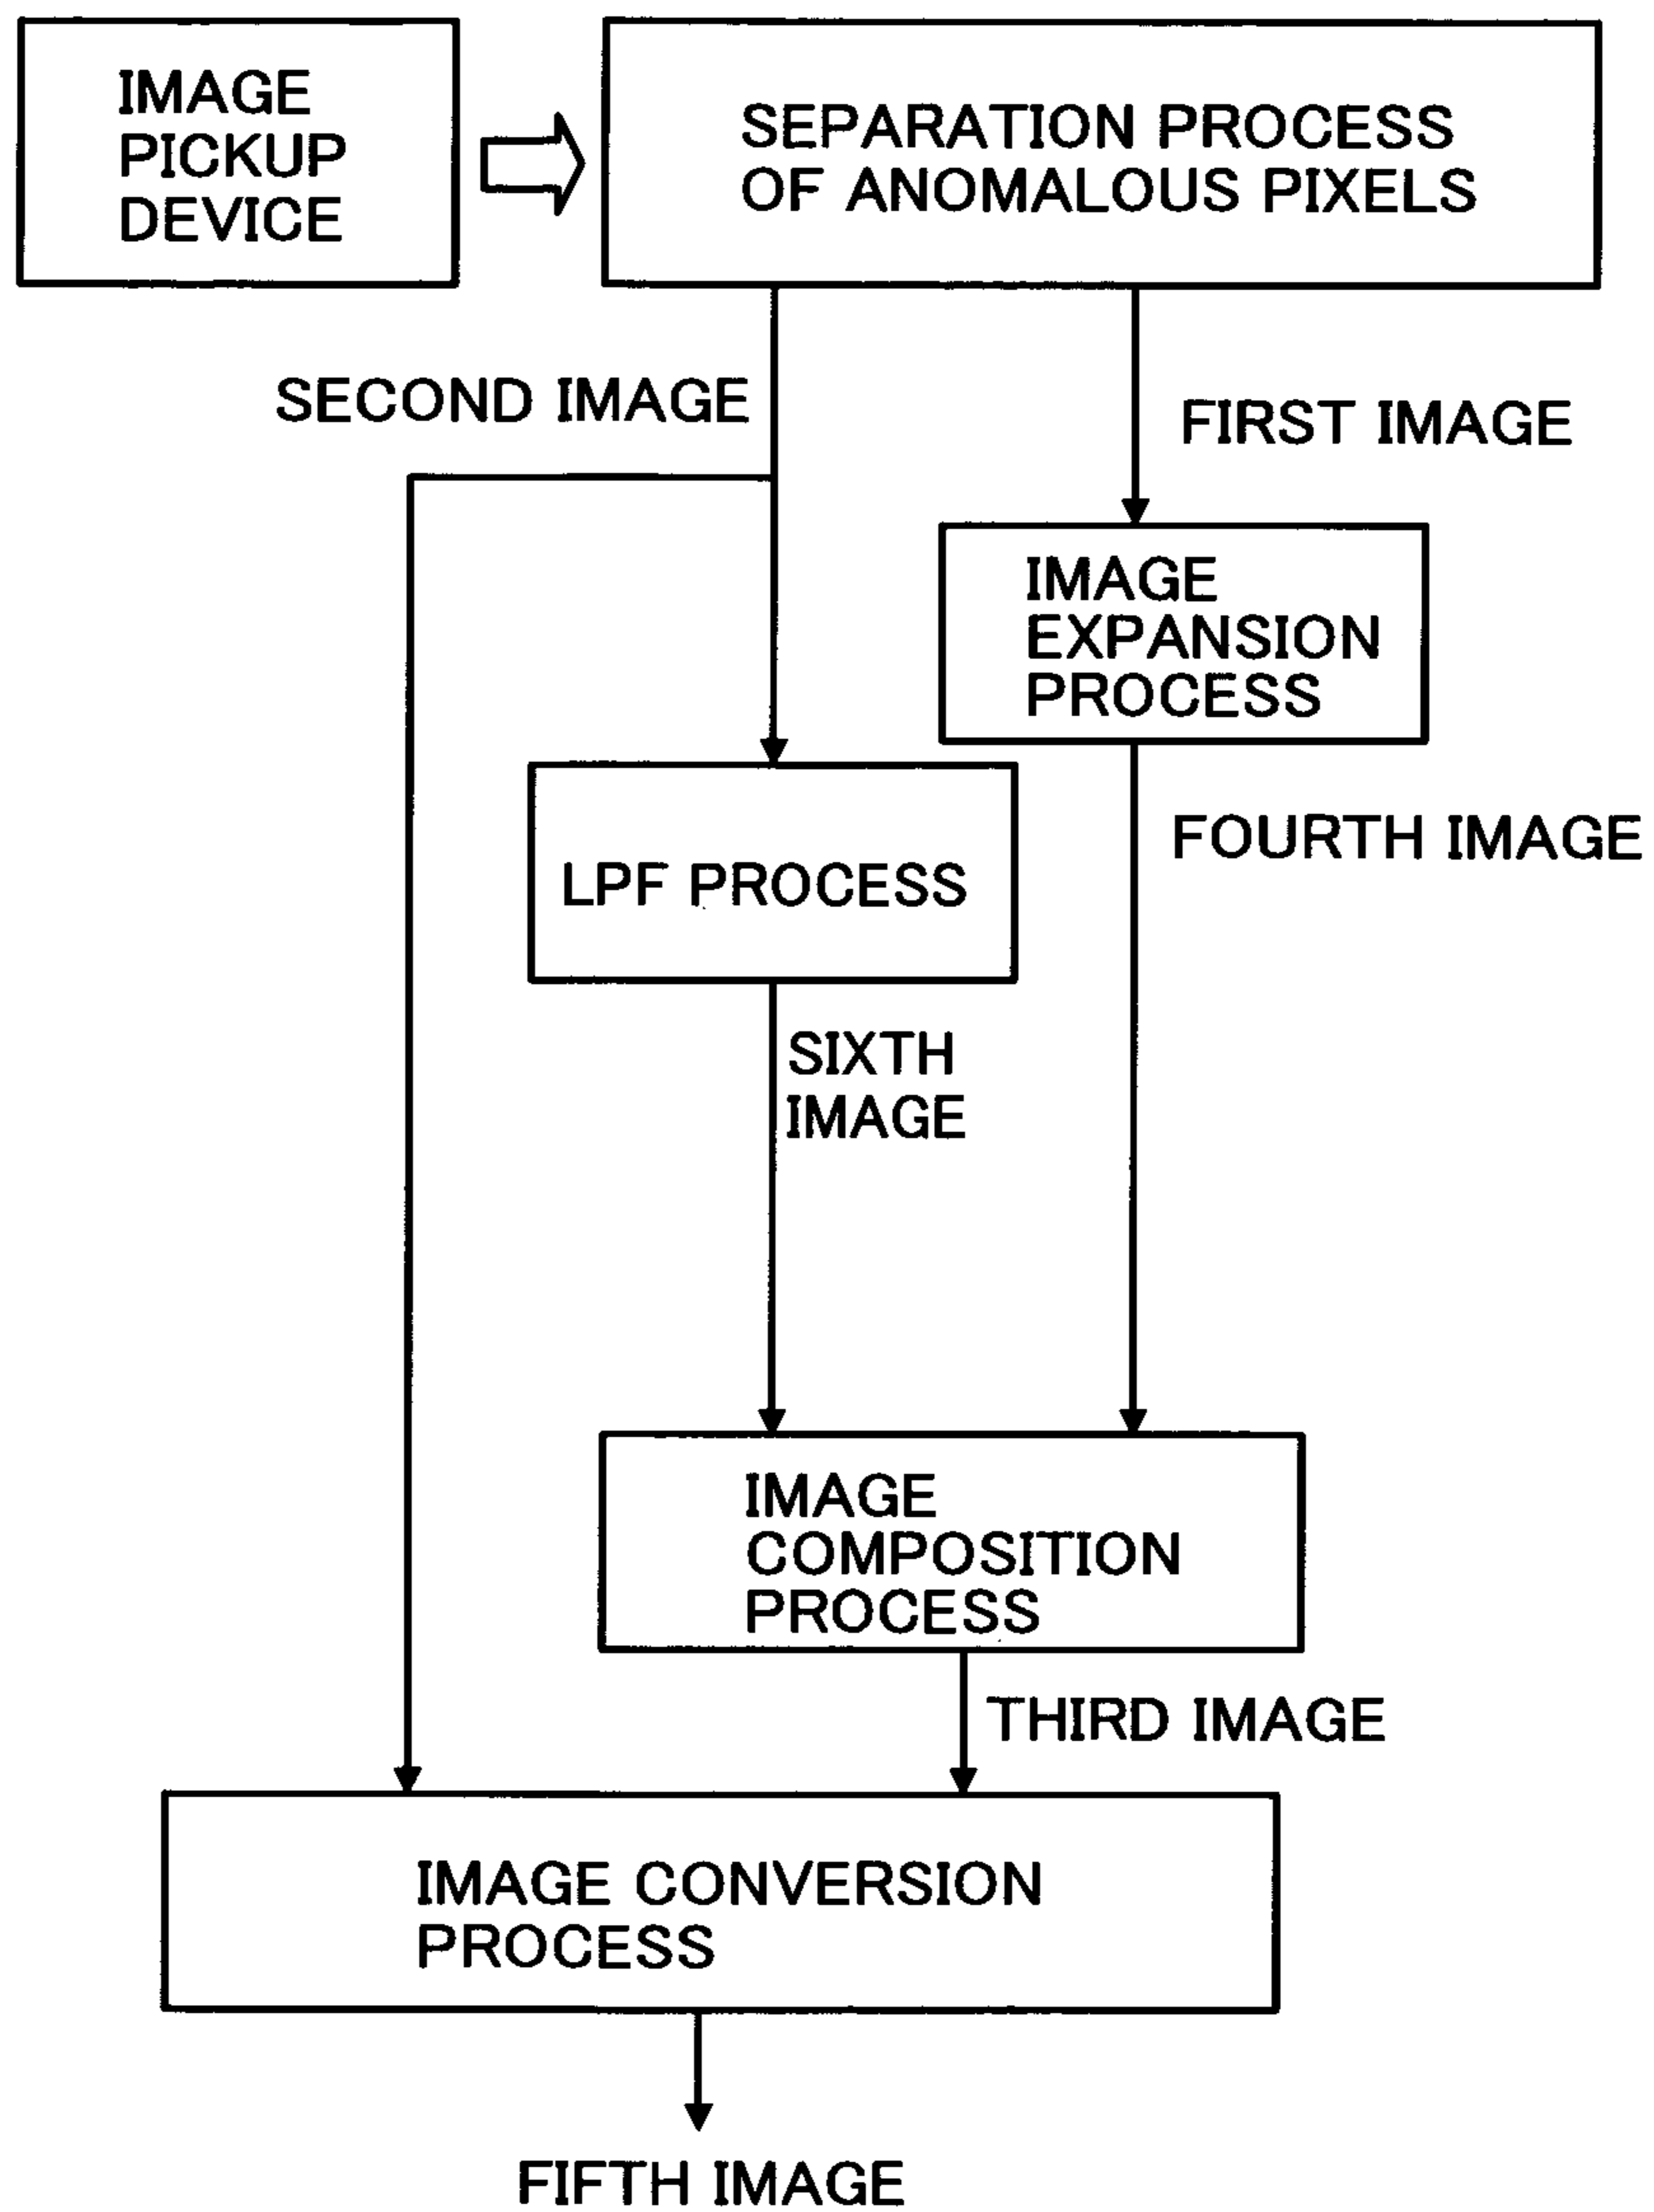 IMAGE
PICKUP
DEVICE
SEPARATION PROCESS
OF ANOMALOUS PIXELS
SECOND IMAGE
FIRST IMAGE
IMAGE
EXPANSION
PROCESS
FOURTH IMAGE
LPF PROCESS
SIXTH
IMAGE
IMAGE
COMPOSITION
PROCESS
THIRD IMAGE
IMAGE CONVERSION
PROCESS
FIFTH IMAGE